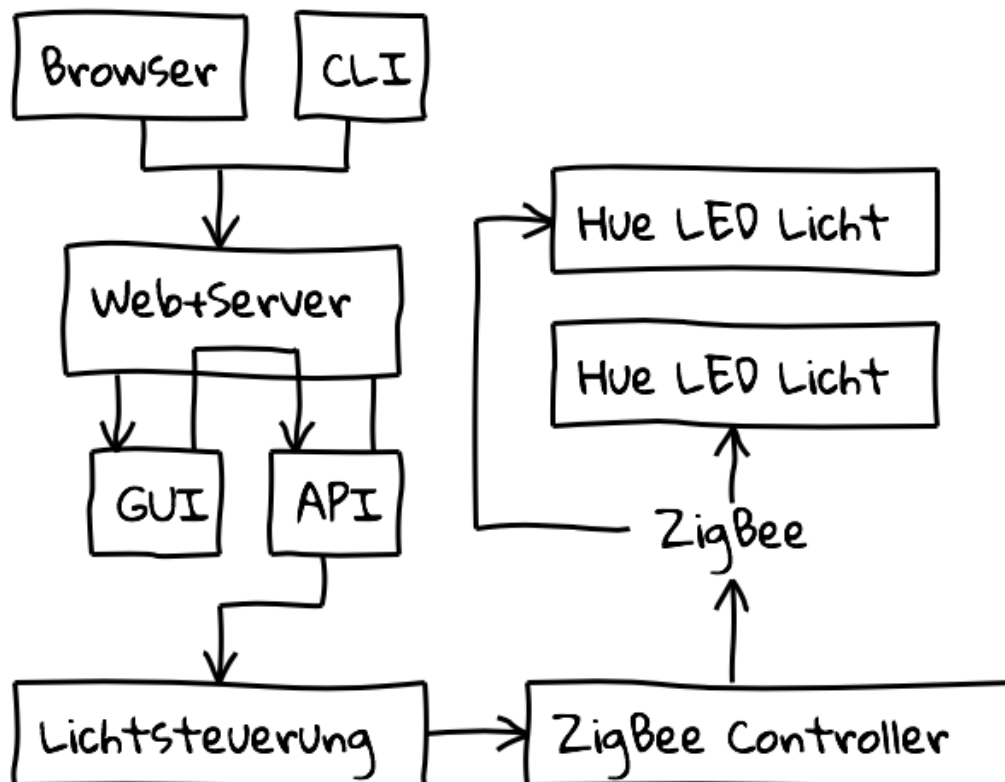 Browser
CLI
Web+Server
GUI
API
Lichtsteuerung
ZigBee Controller
ZigBee
Hue LED Licht
Hue LED Licht